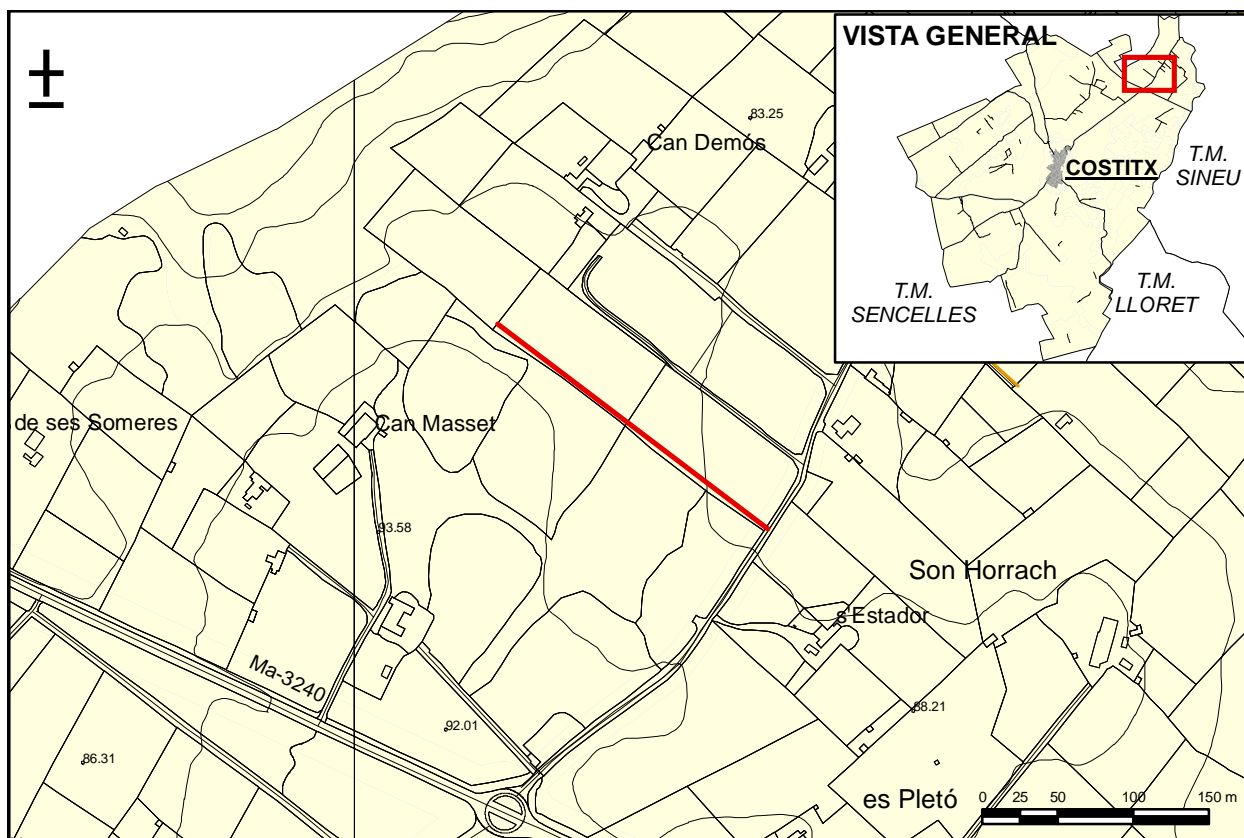 VISTA GENERAL
COSTITX
T.M.
SINEU
T.M.
LLORET
T.M.
SENCELLES
83.25
Can Demós
de ses Someres
Can Masset
93.58
Son Horrach
s'Estador
Ma-3240
92.01
88.21
86.31
es Pletó
0 25 50 100 150 m